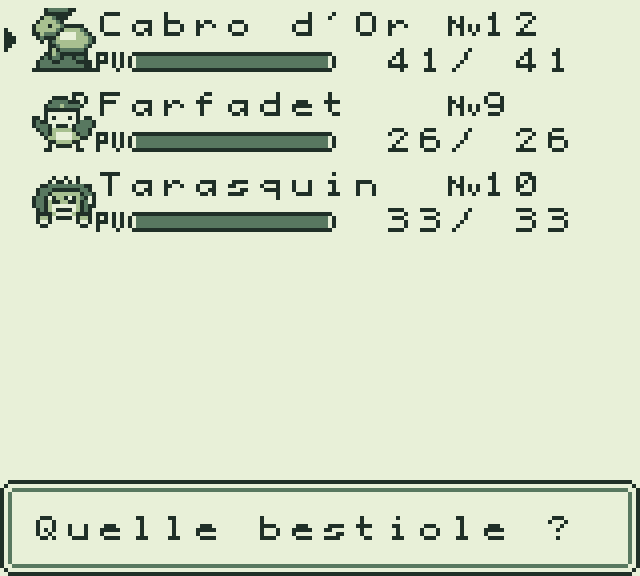 Cabro d'Or Nv12
PV 41/ 41
Farfadet Nv9
PV 26/ 26
Tarasquin Nv10
PV 33/ 33
Quelle bestiole ?